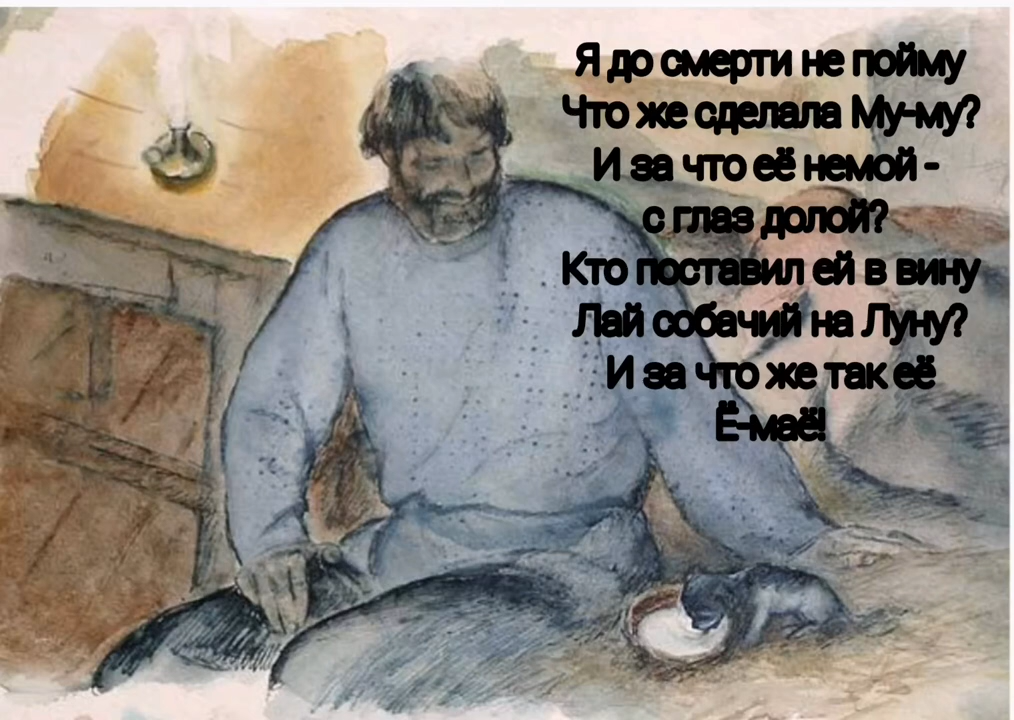 Я до смерти не пойму
Что же сделала Му-му?
И за что её немой -
с глаз долой?
Кто поставил ей в вину
Лай собачий на Луну?
И за что же так её
Ё-маё!